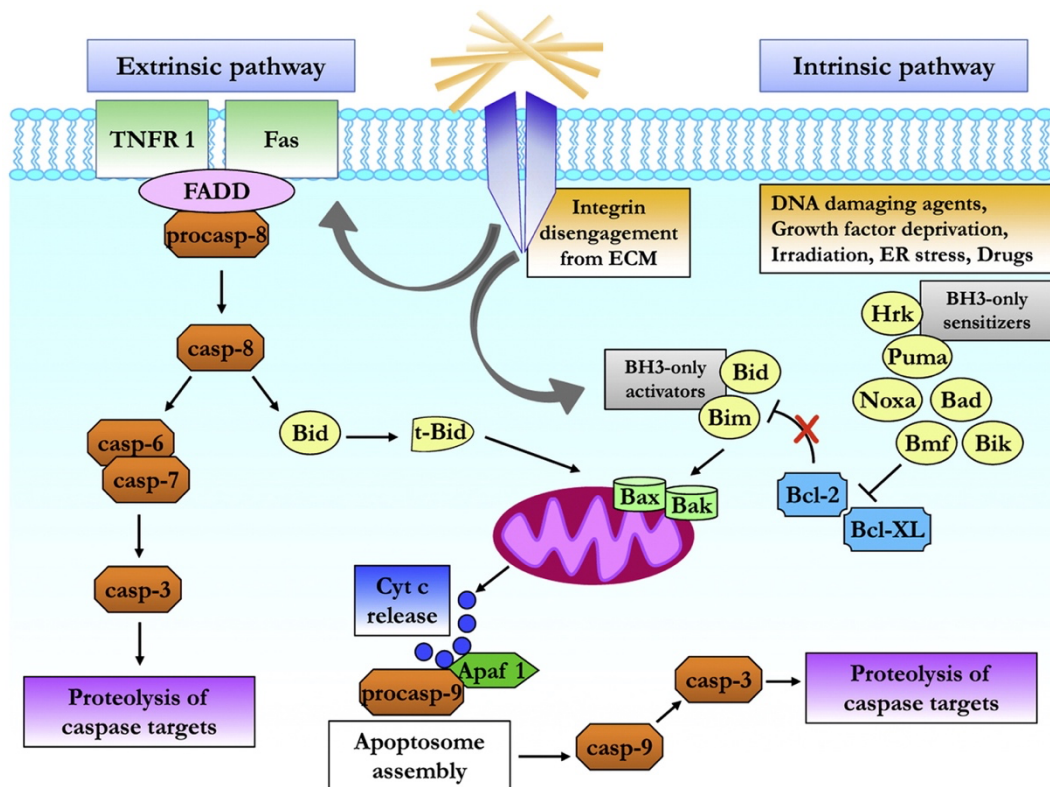 Extrinsic pathway
Intrinsic pathway
TNFR 1
Fas
FADD
procasp-8
Integrin
disengagement
from ECM
DNA damaging agents,
Growth factor deprivation,
Irradiation, ER stress, Drugs
Hrk
BH3-only
sensitizers
Puma
casp-8
BH3-only
activators
Bid
Bim
Noxa
Bad
Bmf
Bik
casp-6
casp-7
Bid
t-Bid
Bax
Bak
Bcl-2
Bcl-XL
casp-3
Cyt c
release
Apaf 1
procasp-9
casp-3
Proteolysis of
caspase targets
Proteolysis of
caspase targets
Apoptosome
assembly
casp-9